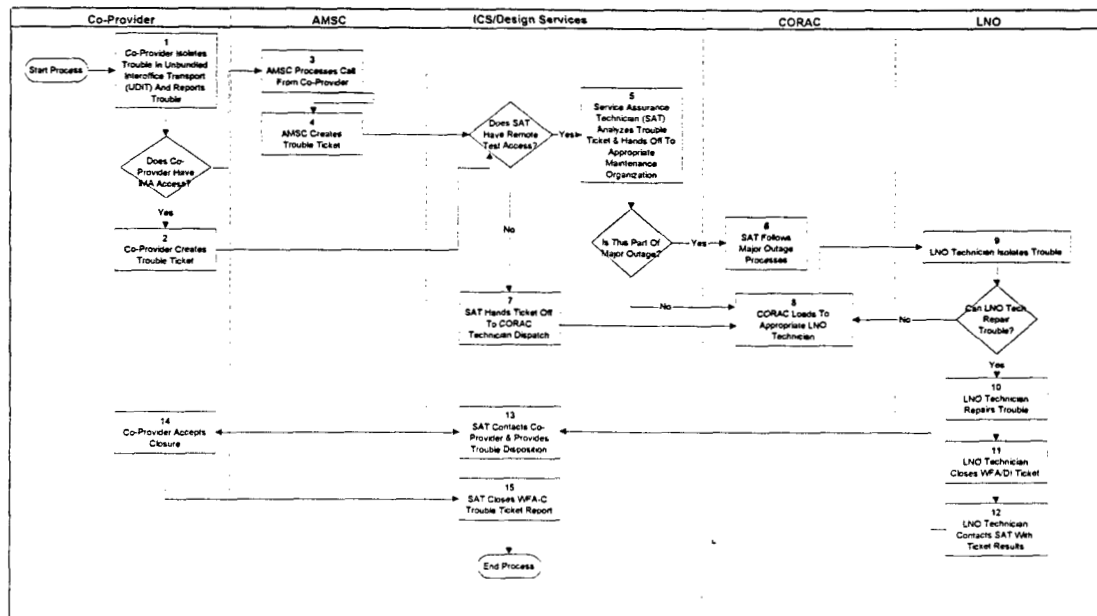 Co-Provider
AMSC
ICS/Design Services
CORAC
LNO
Start Process
1
Co-Provider Isolates
Trouble In Unbundled
Interoffice Transport
(UDIT) And Reports
Trouble
Does Co-
Provider Have
IMA Access?
Yes
2
Co-Provider Creates
Trouble Ticket
3
AMSC Processes Call
From Co-Provider
4
AMSC Creates
Trouble Ticket
Does SAT
Have Remote
Test Access?
Yes
No
5
Service Assurance
Technician (SAT)
Analyzes Trouble
Ticket & Hands Off To
Appropriate
Maintenance
Organization
Is This Part Of
Major Outage?
Yes
No
6
SAT Follows
Major Outage
Processes
7
SAT Hands Ticket Off
To CORAC
Technician Dispatch
8
CORAC Loads To
Appropriate LNO
Technician
9
LNO Technician Isolates Trouble
Can LNO Tech
Repair
Trouble?
No
Yes
10
LNO Technician
Repairs Trouble
11
LNO Technician
Closes WFA/DI Ticket
12
LNO Technician
Contacts SAT With
Ticket Results
13
SAT Contacts Co-
Provider & Provides
Trouble Disposition
14
Co-Provider Accepts
Closure
15
SAT Closes WFA-C
Trouble Ticket Report
End Process